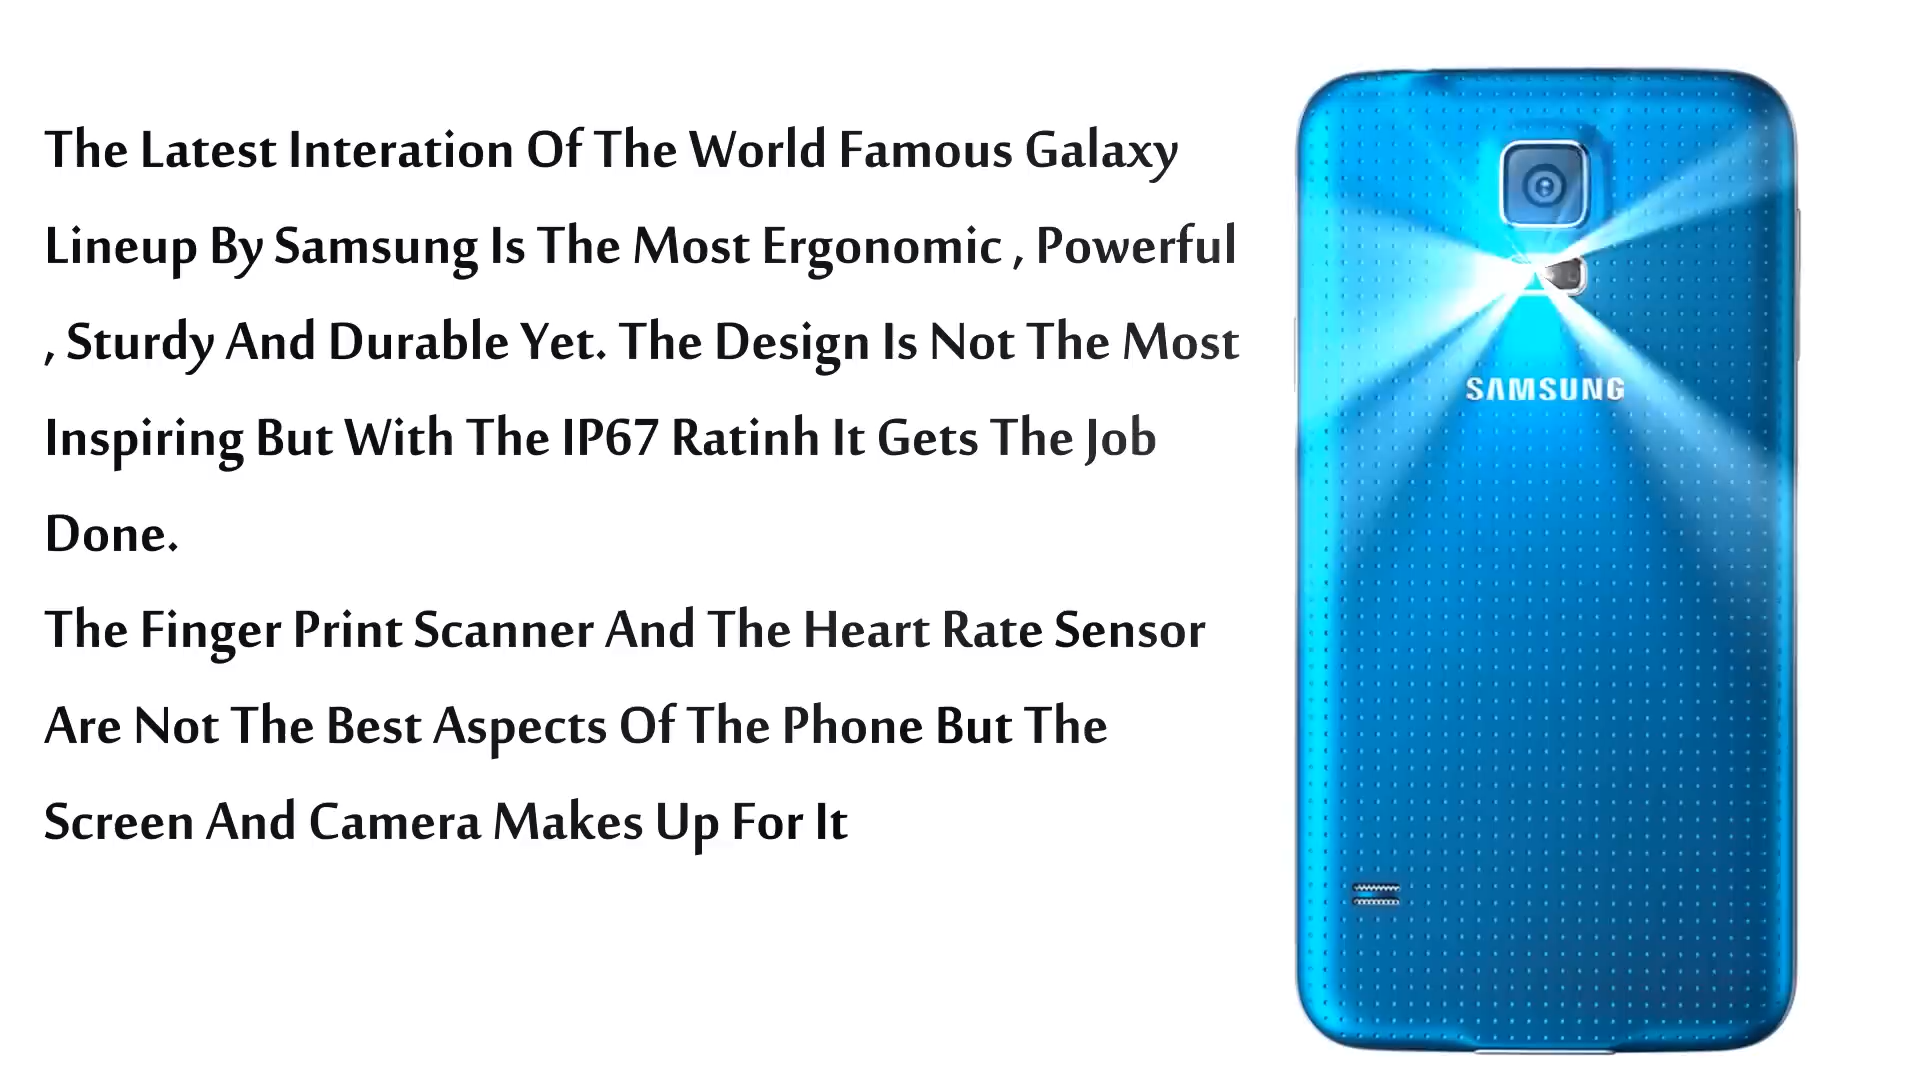 The Latest Interation Of The World Famous Galaxy
Lineup By Samsung Is The Most Ergonomic , Powerful
, Sturdy And Durable Yet. The Design Is Not The Most
Inspiring But With The IP67 Ratinh It Gets The Job
Done.
The Finger Print Scanner And The Heart Rate Sensor
Are Not The Best Aspects Of The Phone But The
Screen And Camera Makes Up For It
SAMSUNG